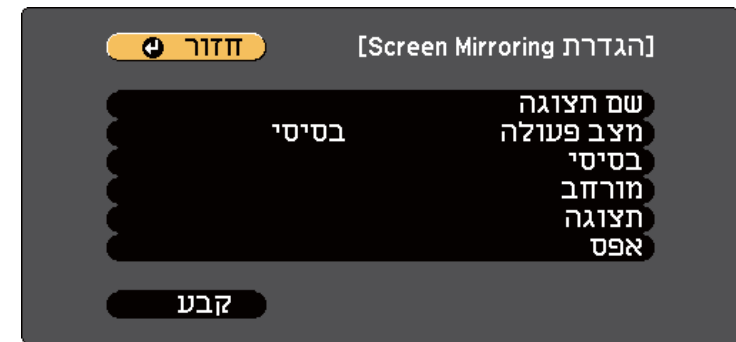 [הגדרת Screen Mirroring] חזור
שם תצוגה
מצב פעולה בסיסי
בסיסי
מורחב
תצוגה
אפס
קבע